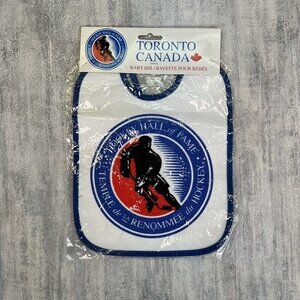 TORONTO
CANADA
BABY BIB / BAVETTE POUR BÉBÉS
HOCKEY HALL of FAME
TEMPLE de la RENOMMÉE du HOCKEY